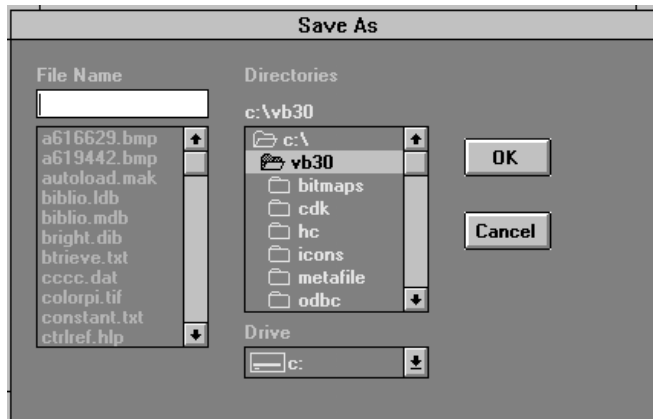 Save As
File Name
a616629.bmp
a619442.bmp
autoload.mak
biblio.ldb
biblio.mdb
bright.dib
btrieve.txt
cccc.dat
colorpi.tif
constant.txt
ctrlref.hlp
Directories
c:\vb30
c:\
vb30
bitmaps
cdk
hc
icons
metafile
odbc
Drive
c:
OK
Cancel